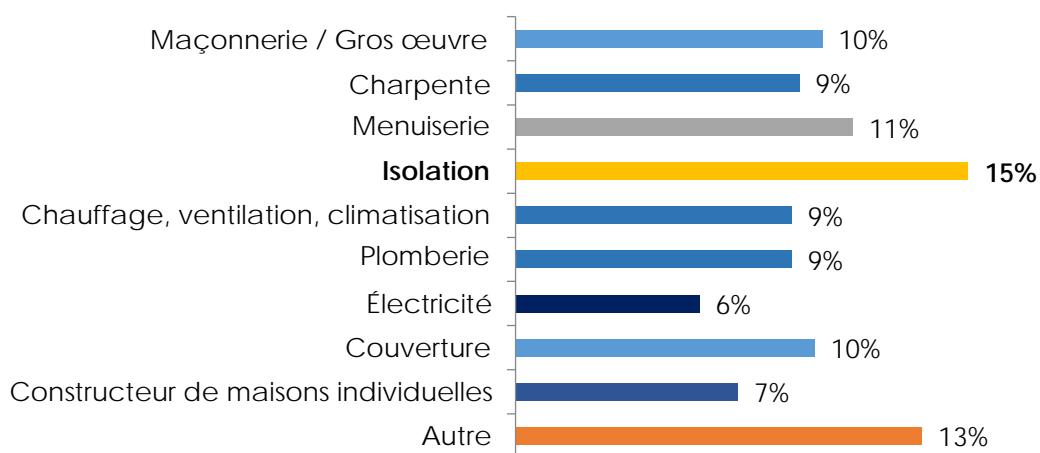 Maçonnerie / Gros œuvre 10%
Charpente 9%
Menuiserie 11%
Isolation 15%
Chauffage, ventilation, climatisation 9%
Plomberie 9%
Électricité 6%
Couverture 10%
Constructeur de maisons individuelles 7%
Autre 13%